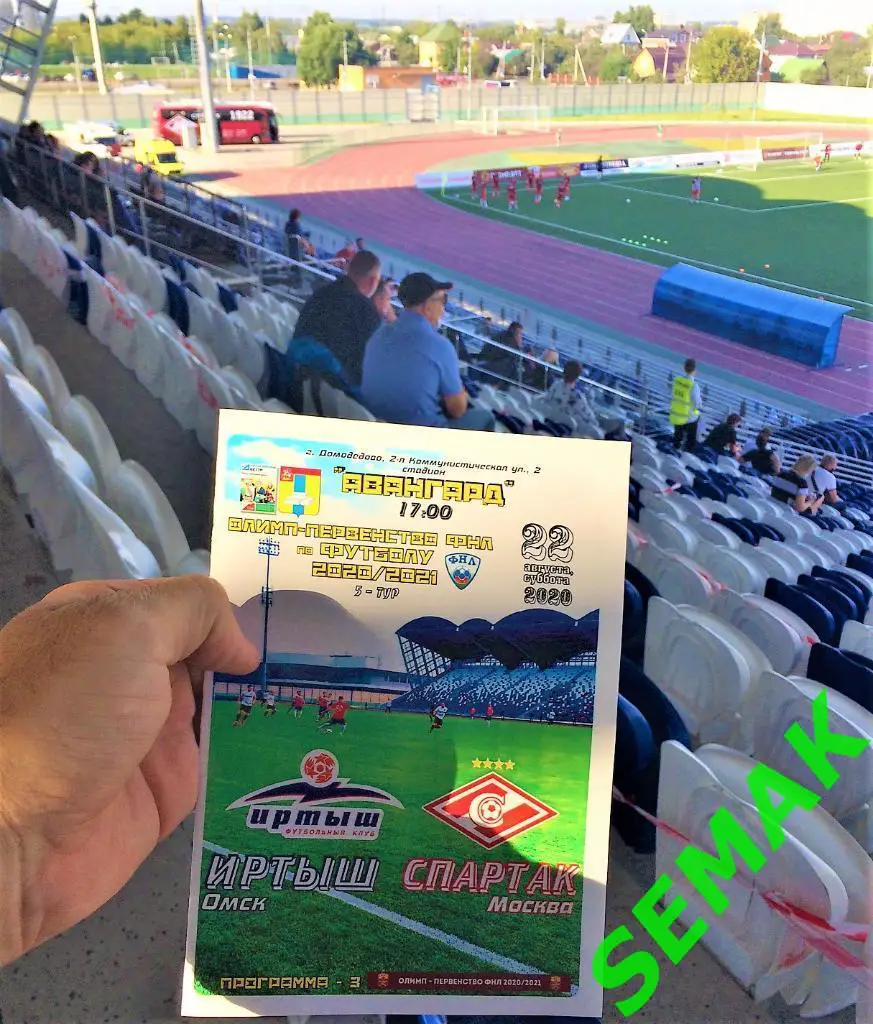 1922
г. Домодедово, 2-я Коммунистическая ул., 2
стадион
"АВАНГАРД"
17:00
ОЛИМП-ПЕРВЕНСТВО ФНЛ
по ФУТБОЛУ
2020/2021
5 - ТУР
ФНЛ
22
августа,
суббота
2020
ИРТЫШ
ФУТБОЛЬНЫЙ КЛУБ
ИРТЫШ
Омск
СПАРТАК
Москва
ПРОГРАММА - 3
ОЛИМП - ПЕРВЕНСТВО ФНЛ 2020/2021
SEMAK